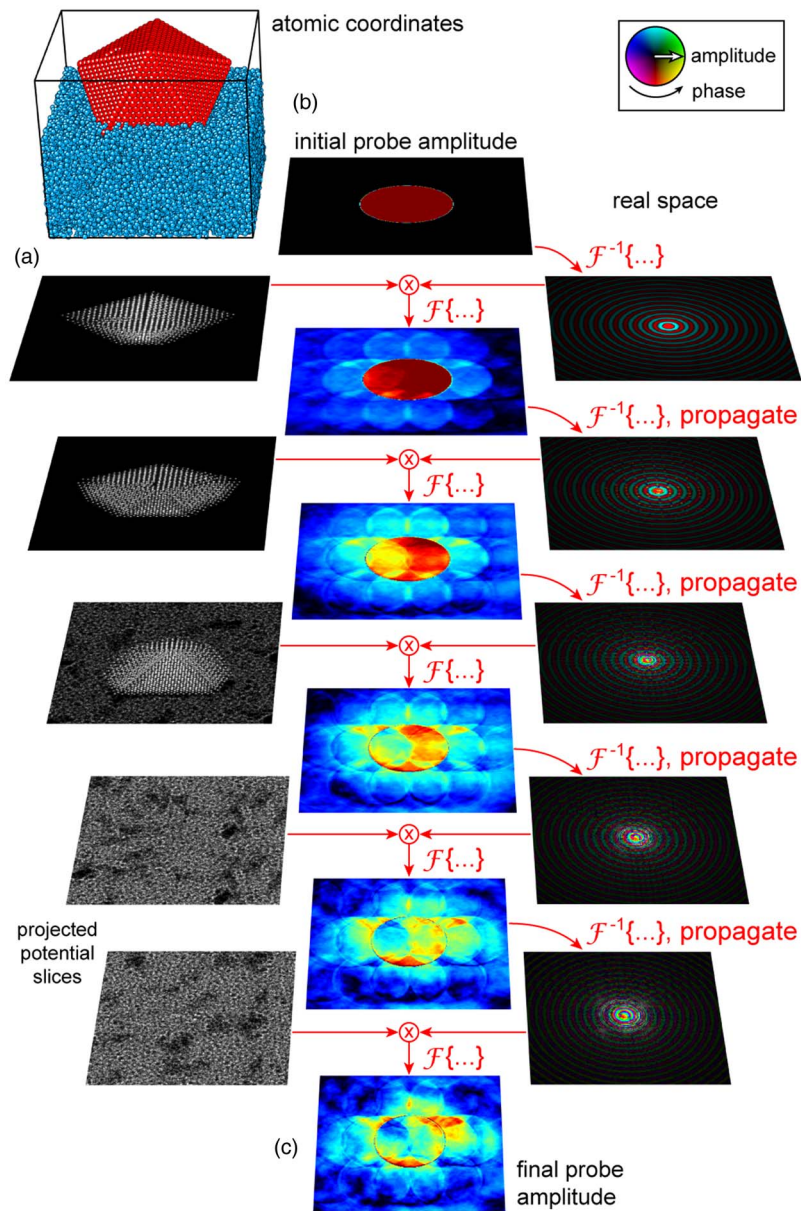 atomic coordinates
amplitude
phase
(b)
initial probe amplitude
real space
(a)
ℱ⁻¹{...}
x
ℱ{...}
ℱ⁻¹{...}, propagate
x
ℱ{...}
ℱ⁻¹{...}, propagate
x
ℱ{...}
ℱ⁻¹{...}, propagate
x
ℱ{...}
ℱ⁻¹{...}, propagate
projected
potential
slices
x
ℱ{...}
(c)
final probe
amplitude